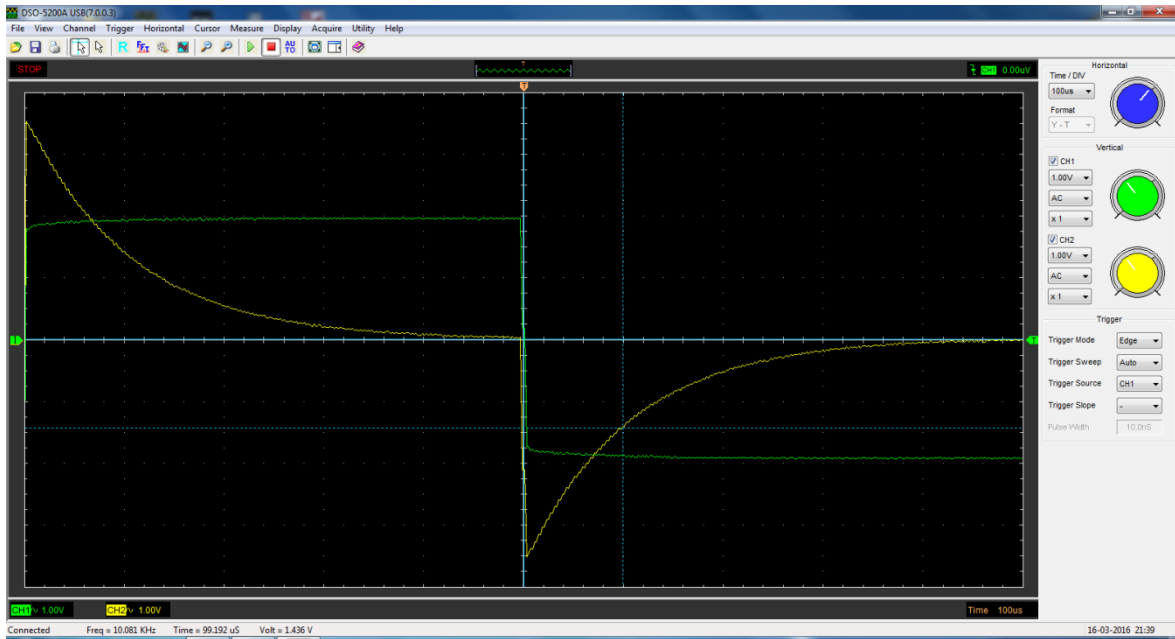 DSO-5200A USB(7.0.0.3)
File View Channel Trigger Horizontal Cursor Measure Display Acquire Utility Help
R FFT AUTO
STOP T CH1 0.00uV
T
T
Horizontal
Time / DIV
100us
Format
Y - T
Vertical
CH1
1.00V
AC
x 1
CH2
1.00V
AC
x 1
Trigger
Trigger Mode Edge
Trigger Sweep Auto
Trigger Source CH1
Trigger Slope -
Pulse Width 10.0nS
CH1∿ 1.00V CH2∿ 1.00V Time 100us
Connected Freq = 10.081 KHz Time = 99.192 uS Volt = 1.436 V 16-03-2016 21:39